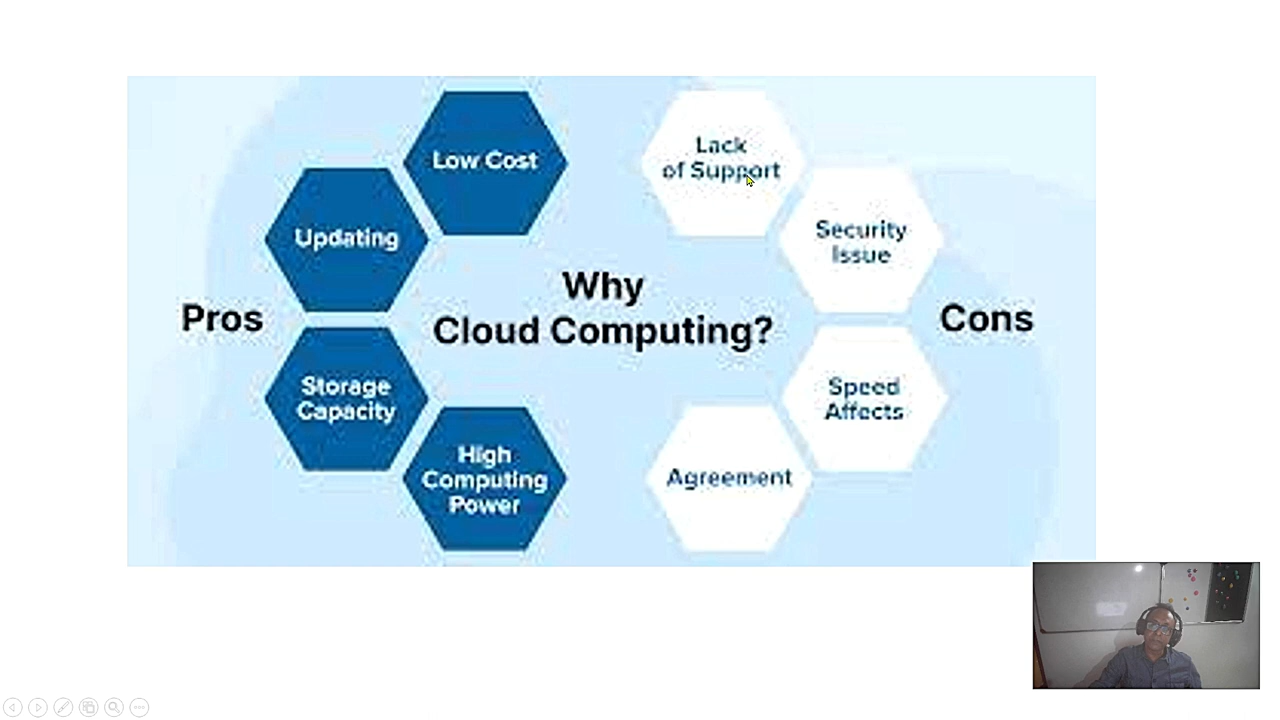 Low Cost
Updating
Pros
Storage
Capacity
High
Computing
Power
Why
Cloud Computing?
Lack
of Support
Security
Issue
Cons
Speed
Affects
Agreement